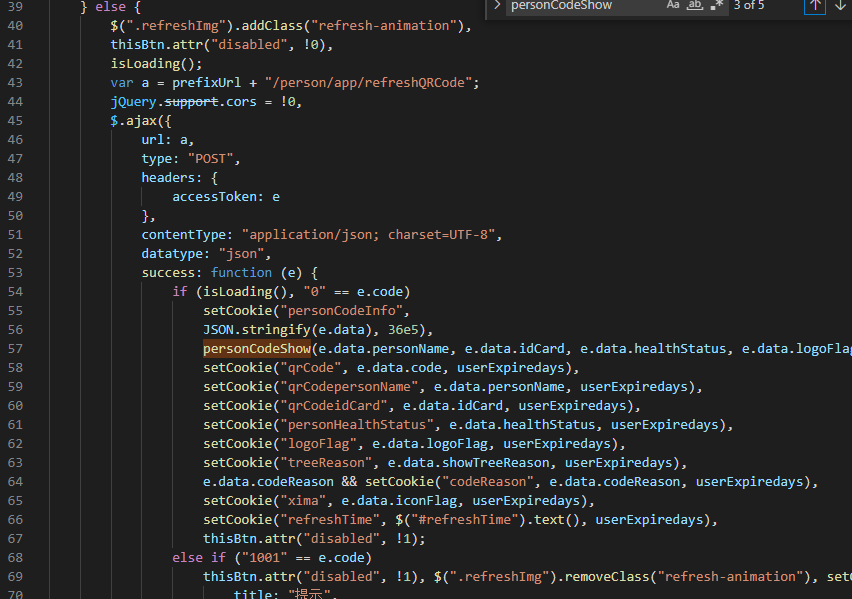 personCodeShow Aa ab .* 3 of 5
39 } else {
40 $(".refreshImg").addClass("refresh-animation"),
41 thisBtn.attr("disabled", !0),
42 isLoading();
43 var a = prefixUrl + "/person/app/refreshQRCode";
44 jQuery.support.cors = !0,
45 $.ajax({
46 url: a,
47 type: "POST",
48 headers: {
49 accessToken: e
50 },
51 contentType: "application/json; charset=UTF-8",
52 datatype: "json",
53 success: function (e) {
54 if (isLoading(), "0" == e.code)
55 setCookie("personCodeInfo",
56 JSON.stringify(e.data), 36e5),
57 personCodeShow(e.data.personName, e.data.idCard, e.data.healthStatus, e.data.logoFlag
58 setCookie("qrCode", e.data.code, userExpiredays),
59 setCookie("qrCodepersonName", e.data.personName, userExpiredays),
60 setCookie("qrCodeidCard", e.data.idCard, userExpiredays),
61 setCookie("personHealthStatus", e.data.healthStatus, userExpiredays),
62 setCookie("logoFlag", e.data.logoFlag, userExpiredays),
63 setCookie("treeReason", e.data.showTreeReason, userExpiredays),
64 e.data.codeReason && setCookie("codeReason", e.data.codeReason, userExpiredays),
65 setCookie("xima", e.data.iconFlag, userExpiredays),
66 setCookie("refreshTime", $("#refreshTime").text(), userExpiredays),
67 thisBtn.attr("disabled", !1);
68 else if ("1001" == e.code)
69 thisBtn.attr("disabled", !1), $(".refreshImg").removeClass("refresh-animation"), setC
70 title: "提示",